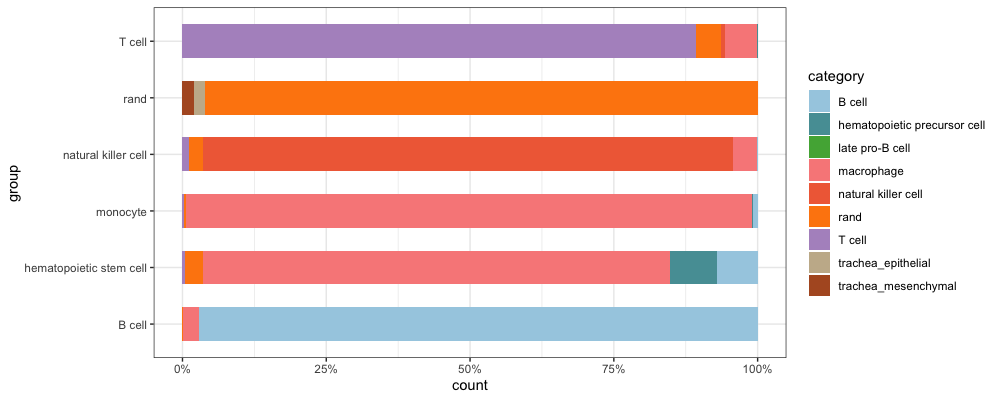 group
T cell
rand
natural killer cell
monocyte
hematopoietic stem cell
B cell
0%
25%
50%
75%
100%
count
category
B cell
hematopoietic precursor cell
late pro-B cell
macrophage
natural killer cell
rand
T cell
trachea_epithelial
trachea_mesenchymal